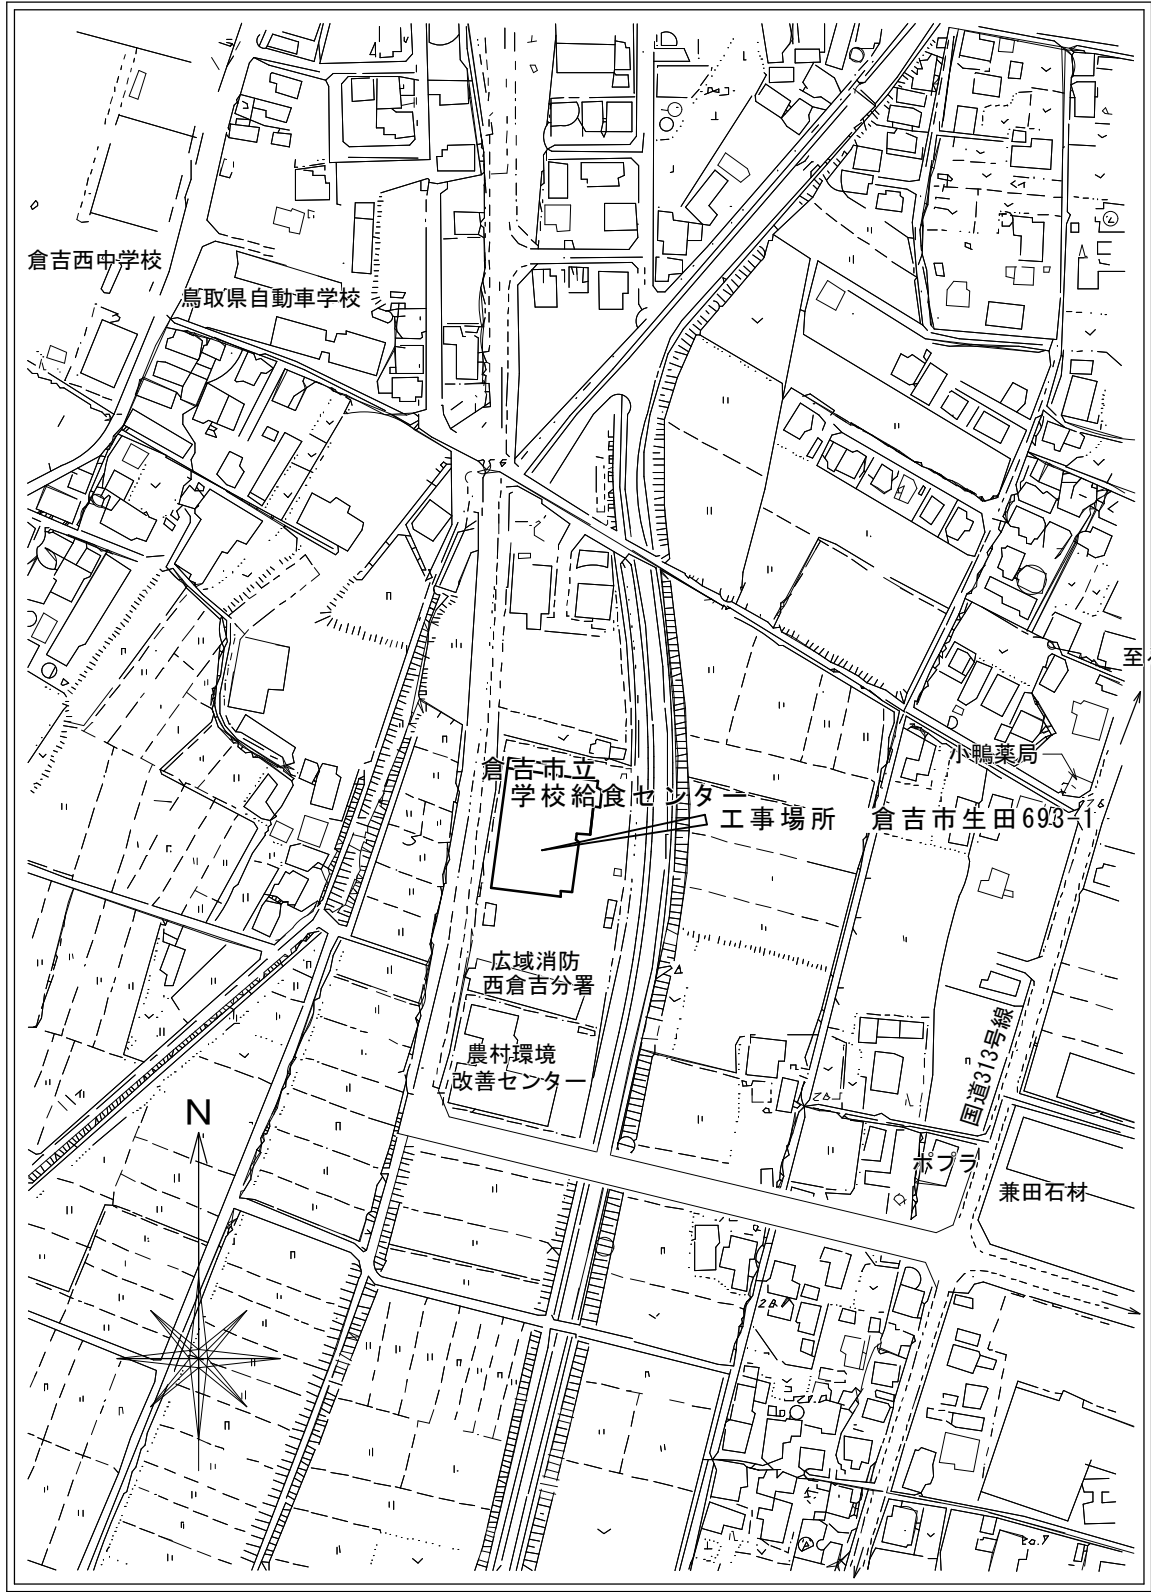 倉吉西中学校
鳥取県自動車学校
至
小鴨薬局
倉吉市立
学校給食センター
工事場所 倉吉市生田693-1
広域消防
西倉吉分署
農村環境
改善センター
国道313号線
ポプラ
兼田石材
N